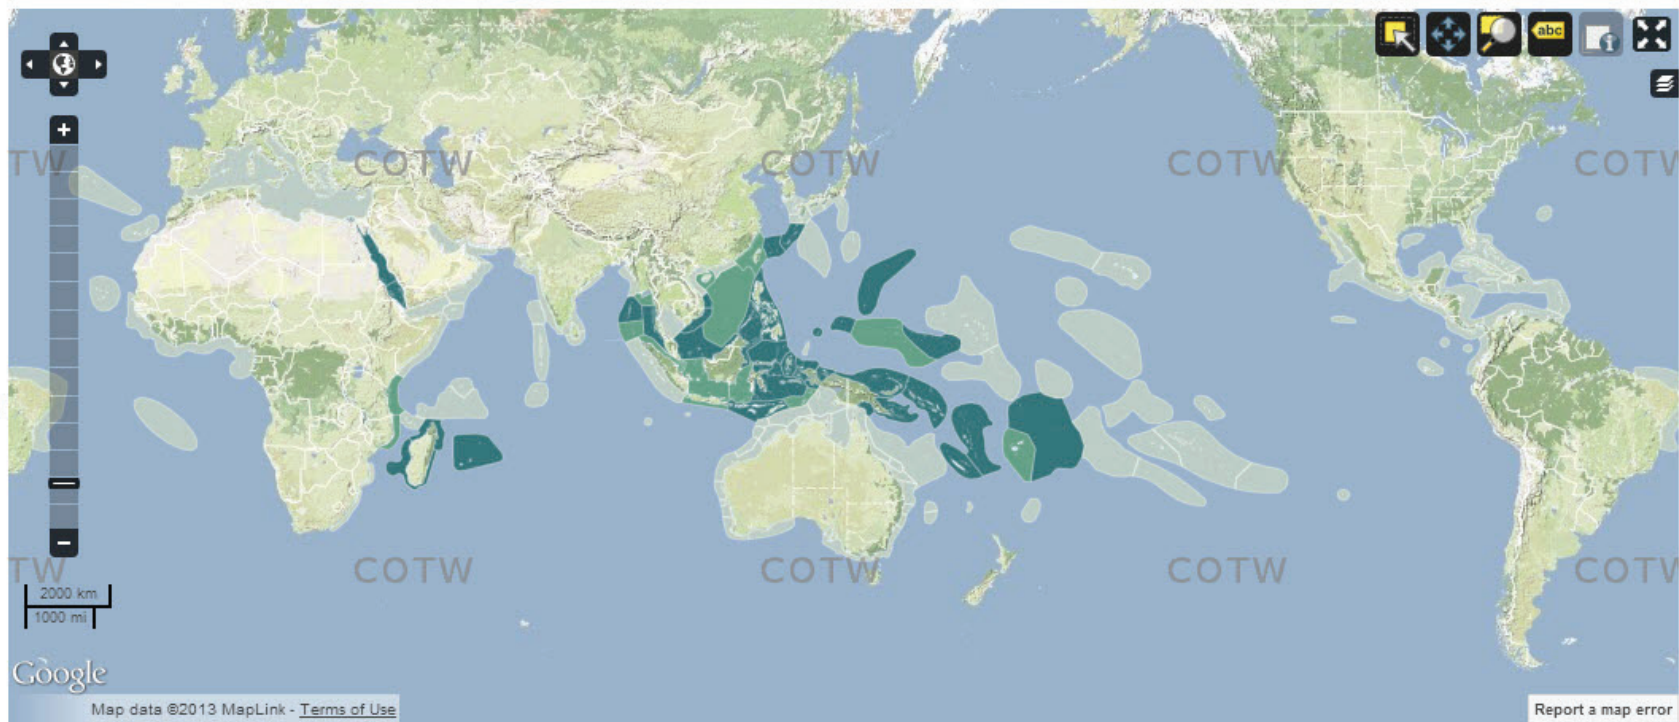 abc
TW COTW COTW COTW COTW
TW COTW COTW COTW COTW
2000 km
1000 mi
Google
Map data ©2013 MapLink - Terms of Use
Report a map error